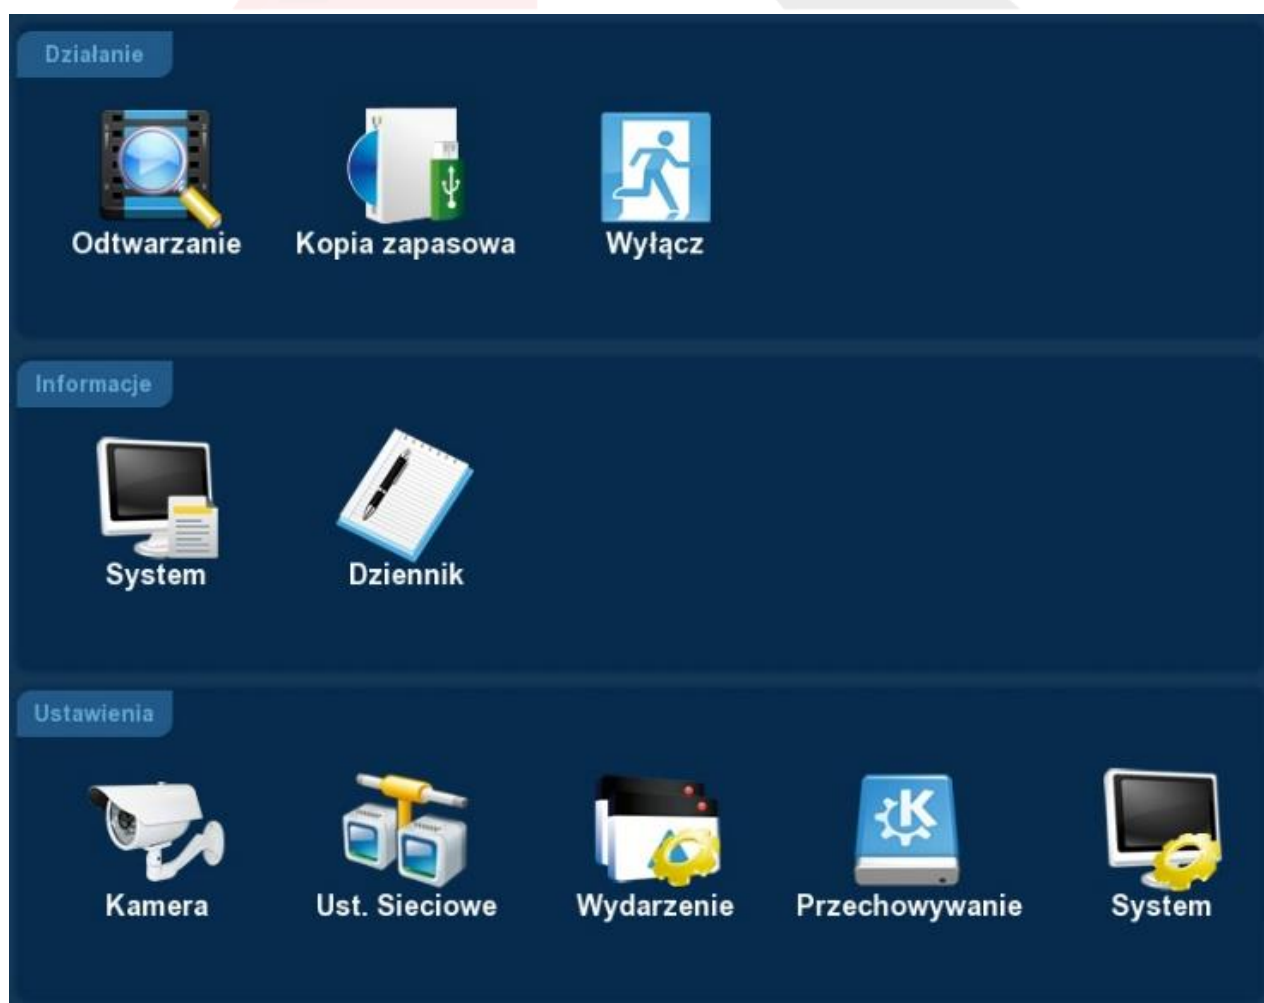 Działanie
Odtwarzanie Kopia zapasowa Wyłącz
Informacje
System Dziennik
Ustawienia
K
Kamera Ust. Sieciowe Wydarzenie Przechowywanie System